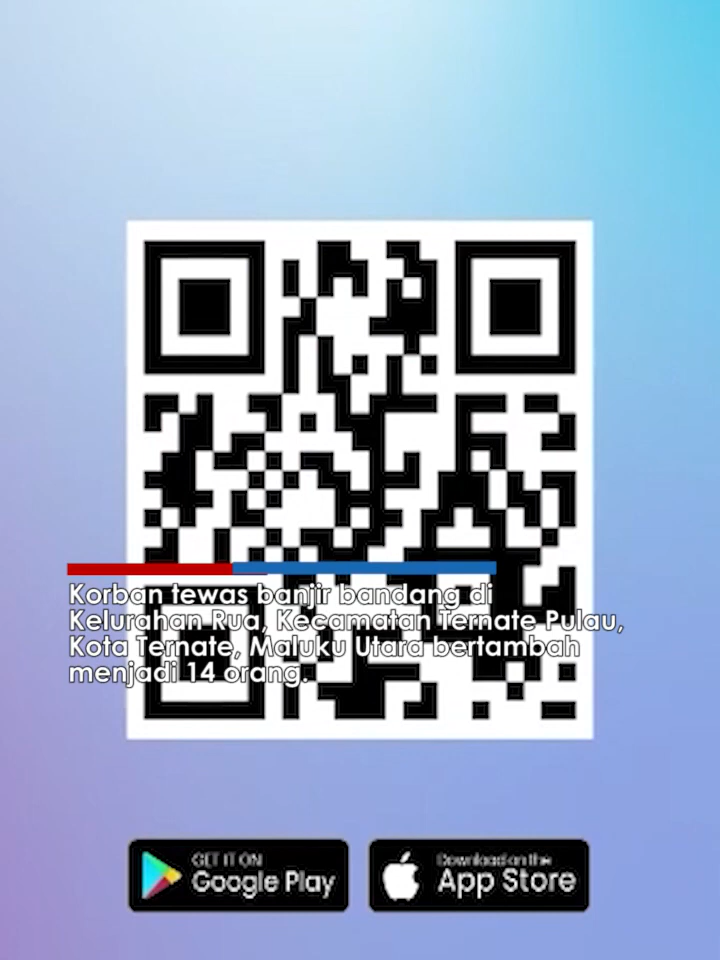 Korban tewas banjir bandang di
Kelurahan Rua, Kecamatan Ternate Pulau,
Kota Ternate, Maluku Utara bertambah
menjadi 14 orang.
GET IT ON
Google Play
Download on the
App Store